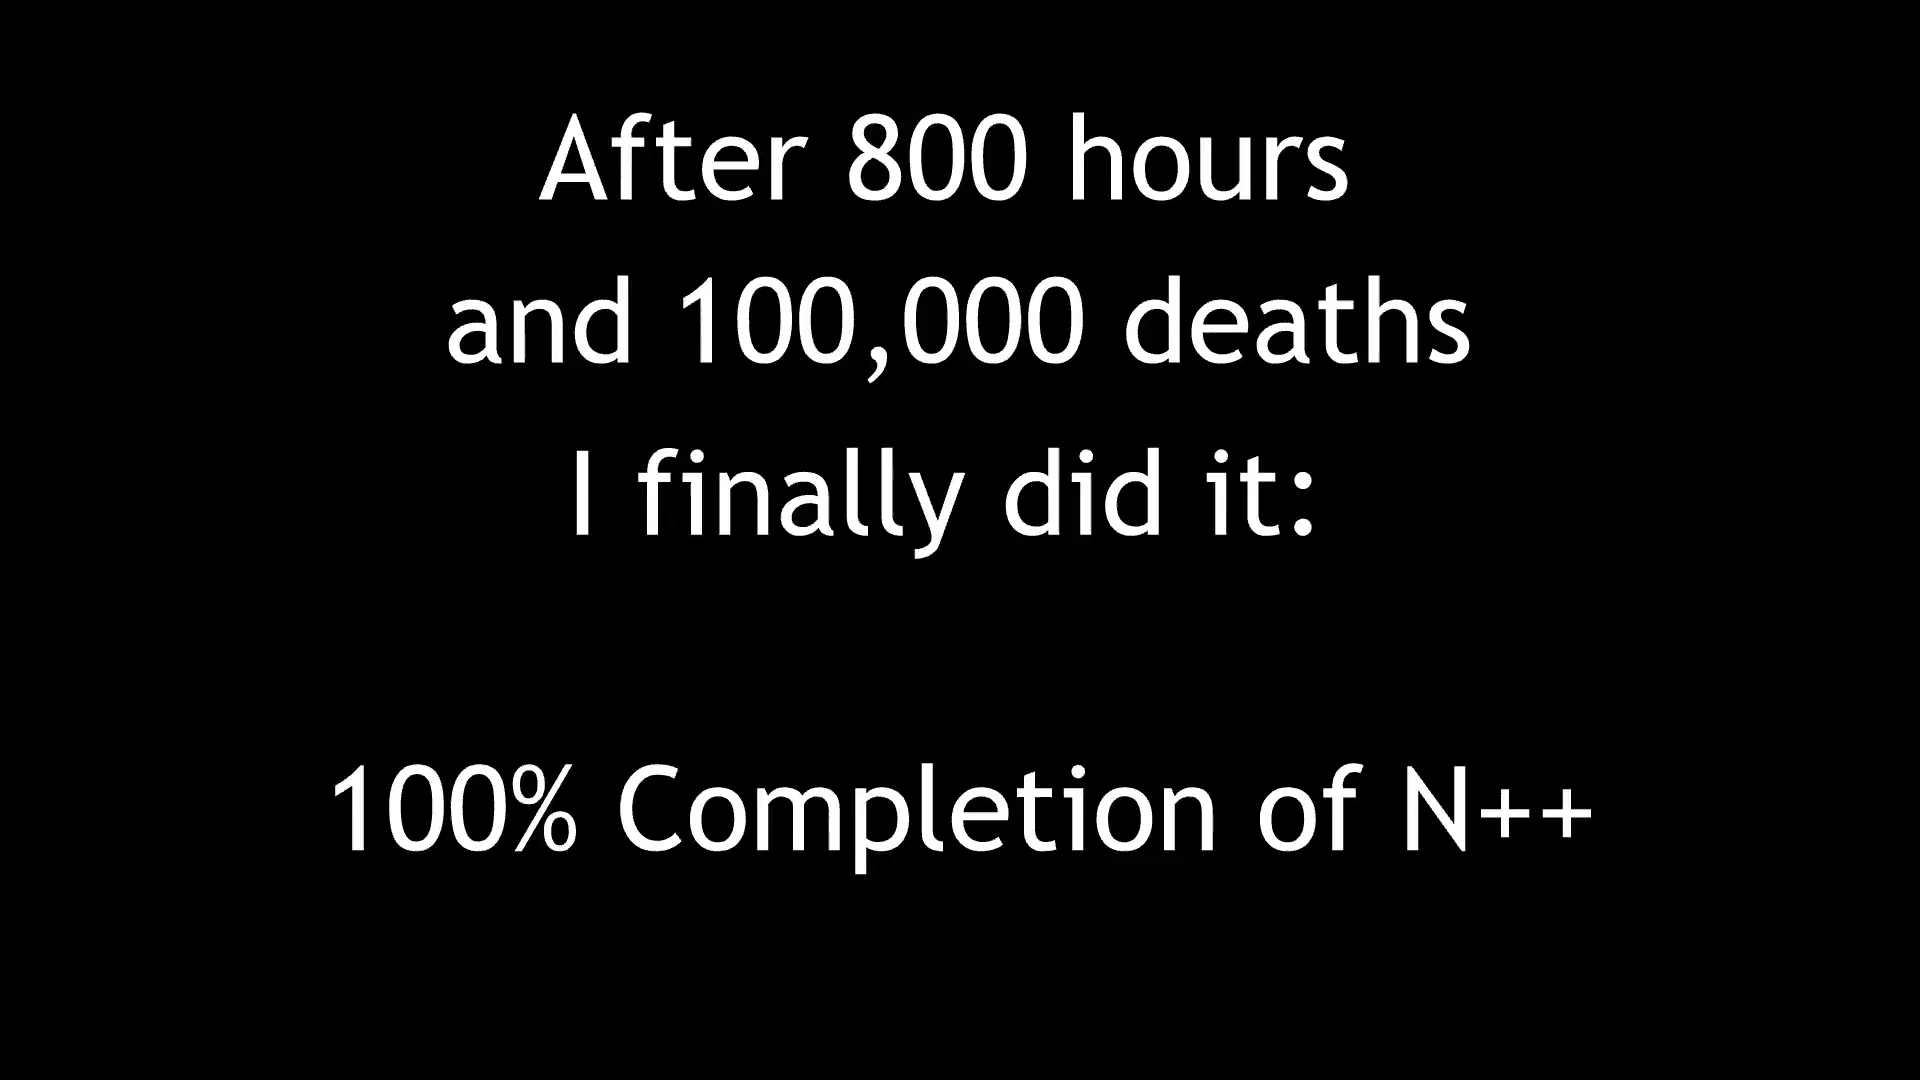 After 800 hours
and 100,000 deaths
I finally did it:
100% Completion of N++